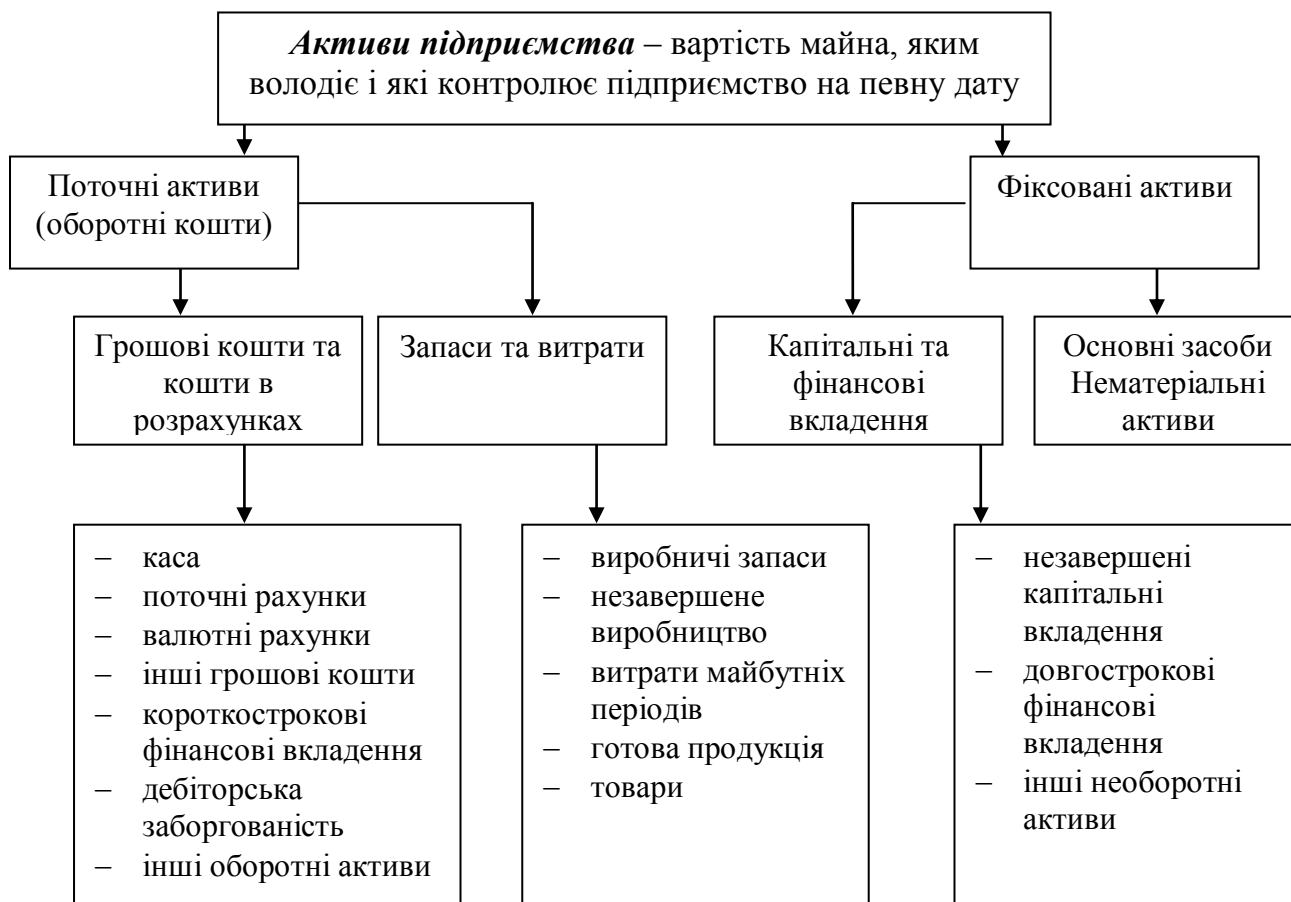 Активи підприємства – вартість майна, яким
володіє і які контролює підприємство на певну дату
Поточні активи
(оборотні кошти)
Фіксовані активи
Грошові кошти та
кошти в
розрахунках
Запаси та витрати
Капітальні та
фінансові
вкладення
Основні засоби
Нематеріальні
активи
– каса
– поточні рахунки
– валютні рахунки
– інші грошові кошти
– короткострокові
фінансові вкладення
– дебіторська
заборгованість
– інші оборотні активи
– виробничі запаси
– незавершене
виробництво
– витрати майбутніх
періодів
– готова продукція
– товари
– незавершені
капітальні
вкладення
– довгострокові
фінансові
вкладення
– інші необоротні
активи